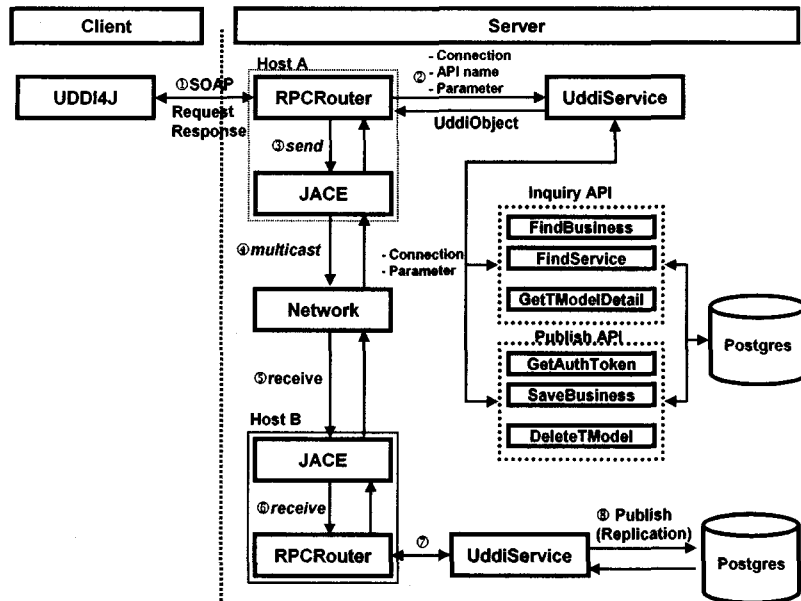 Client
Server
Host A
UDDI4J
①SOAP
Request
Response
RPCRouter
②
- Connection
- API name
- Parameter
UddiObject
UddiService
③send
JACE
④multicast
- Connection
- Parameter
Network
Inquiry API
FindBusiness
FindService
GetTModelDetail
Publish API
GetAuthToken
SaveBusiness
DeleteTModel
Postgres
⑤receive
Host B
JACE
⑥receive
RPCRouter
⑦
UddiService
⑧ Publish
(Replication)
Postgres